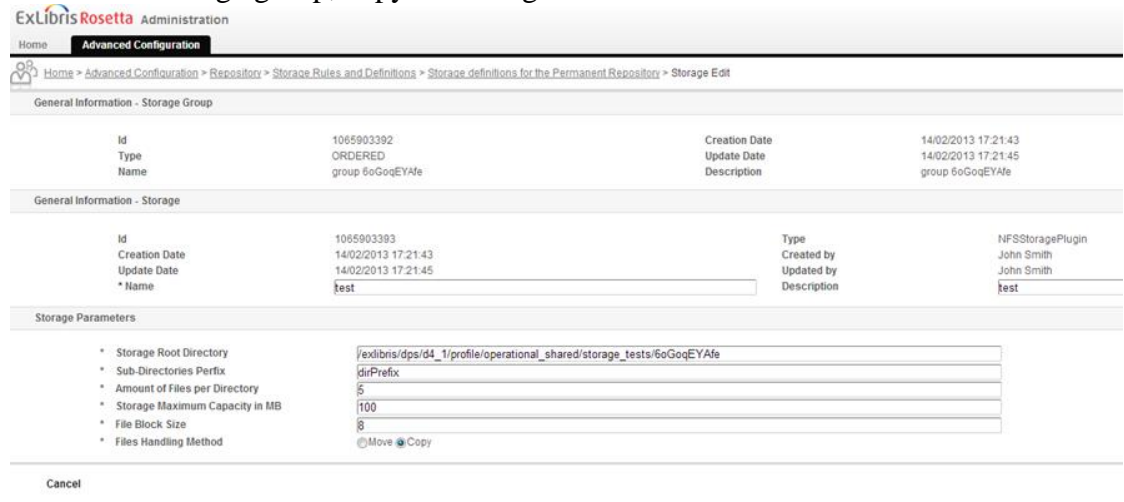 ExLibris Rosetta Administration
Home Advanced Configuration
Home > Advanced Configuration > Repository > Storage Rules and Definitions > Storage definitions for the Permanent Repository > Storage Edit
General Information - Storage Group
Id 1065903392 Creation Date 14/02/2013 17:21:43
Type ORDERED Update Date 14/02/2013 17:21:45
Name group 6oGoqEYAfe Description group 6oGoqEYAfe
General Information - Storage
Id 1065903393 Type NFSStoragePlugin
Creation Date 14/02/2013 17:21:43 Created by John Smith
Update Date 14/02/2013 17:21:45 Updated by John Smith
* Name test Description test
Storage Parameters
* Storage Root Directory /exlibris/dps/d4_1/profile/operational_shared/storage_tests/6oGoqEYAfe
* Sub-Directories Perfix dirPrefix
* Amount of Files per Directory 5
* Storage Maximum Capacity in MB 100
* File Block Size 8
* Files Handling Method Move Copy
Cancel